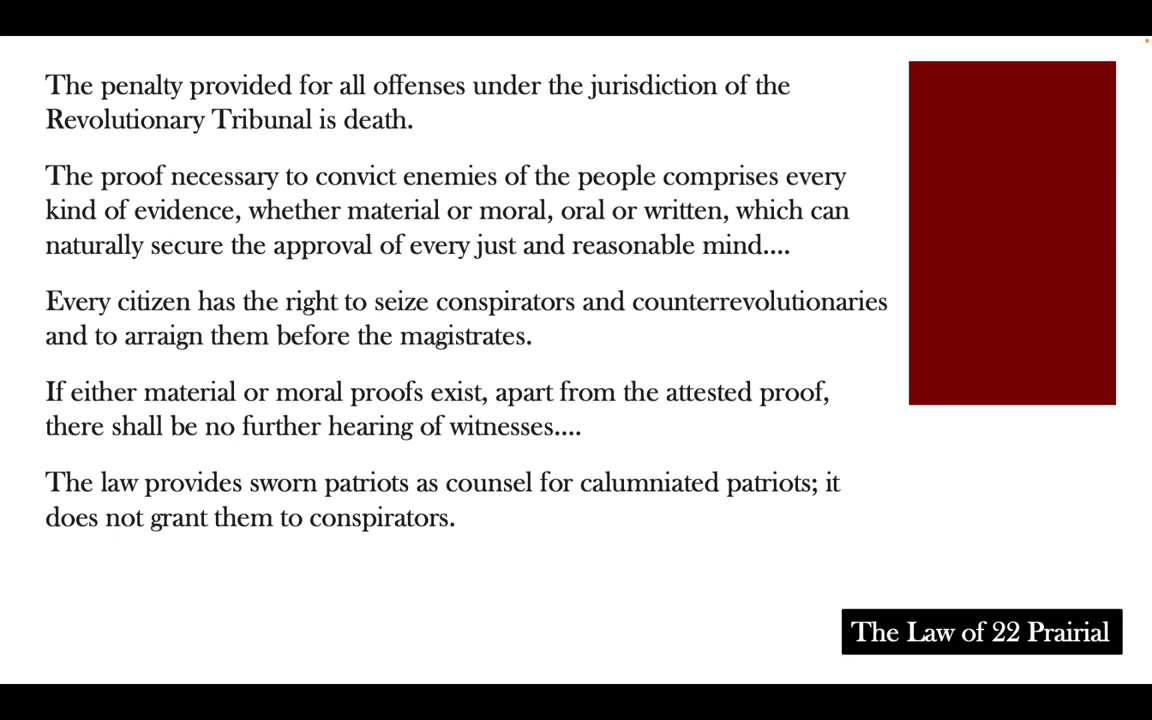 The penalty provided for all offenses under the jurisdiction of the
Revolutionary Tribunal is death.
The proof necessary to convict enemies of the people comprises every
kind of evidence, whether material or moral, oral or written, which can
naturally secure the approval of every just and reasonable mind....
Every citizen has the right to seize conspirators and counterrevolutionaries
and to arraign them before the magistrates.
If either material or moral proofs exist, apart from the attested proof,
there shall be no further hearing of witnesses....
The law provides sworn patriots as counsel for calumniated patriots; it
does not grant them to conspirators.
The Law of 22 Prairial